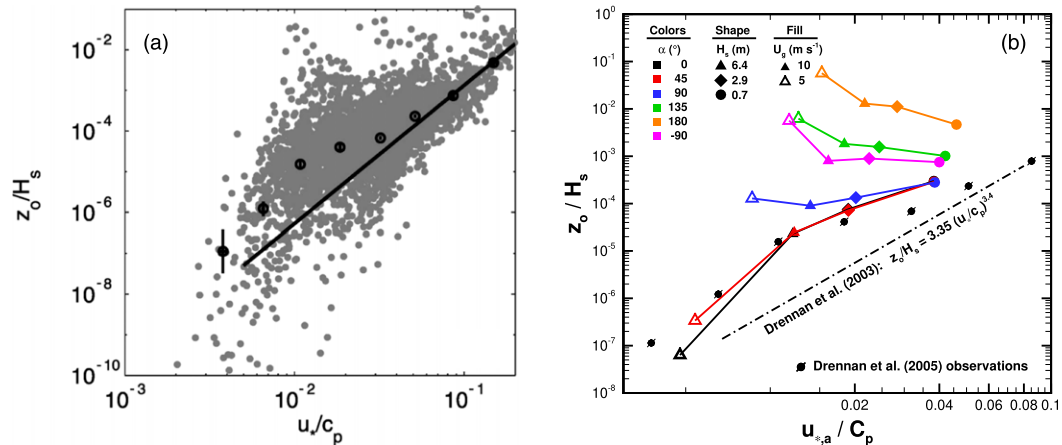 (a)
10^-2
10^-4
10^-6
10^-8
10^-10
z_o/H_s
10^-3
10^-2
10^-1
u_*/c_p
(b)
10^0
10^-1
10^-2
10^-3
10^-4
10^-5
10^-6
10^-7
10^-8
z_o / H_s
Colors Shape Fill
α (°) H_s (m) U_g (m s^-1)
0 6.4 10
45 2.9 5
90 0.7
135
180
-90
Drennan et al. (2003): z_o/H_s = 3.35 (u_*/c_p)^3.4
Drennan et al. (2005) observations
0.02 0.04 0.06 0.08 0.1
u_*,a / C_p